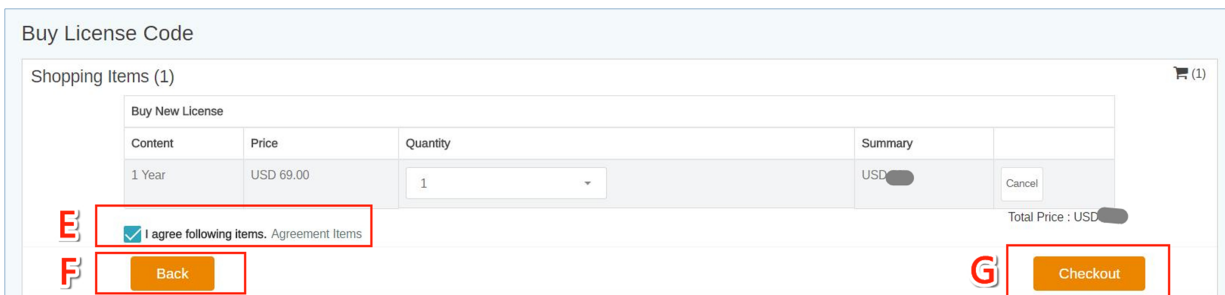 Buy License Code
Shopping Items (1)
(1)
Buy New License
Content Price Quantity Summary
1 Year USD 69.00 1 USD Cancel
Total Price : USD
E
I agree following items. Agreement Items
F
Back
G
Checkout